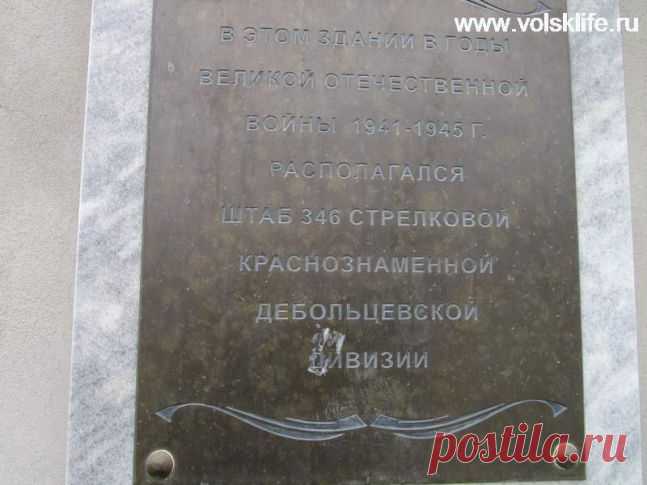 www.volsklife.ru
В ЭТОМ ЗДАНИИ В ГОДЫ
ВЕЛИКОЙ ОТЕЧЕСТВЕННОЙ
ВОЙНЫ 1941-1945 Г.
РАСПОЛАГАЛСЯ
ШТАБ 346 СТРЕЛКОВОЙ
КРАСНОЗНАМЕННОЙ
ДЕБОЛЬЦЕВСКОЙ
ДИВИЗИИ
postila.ru